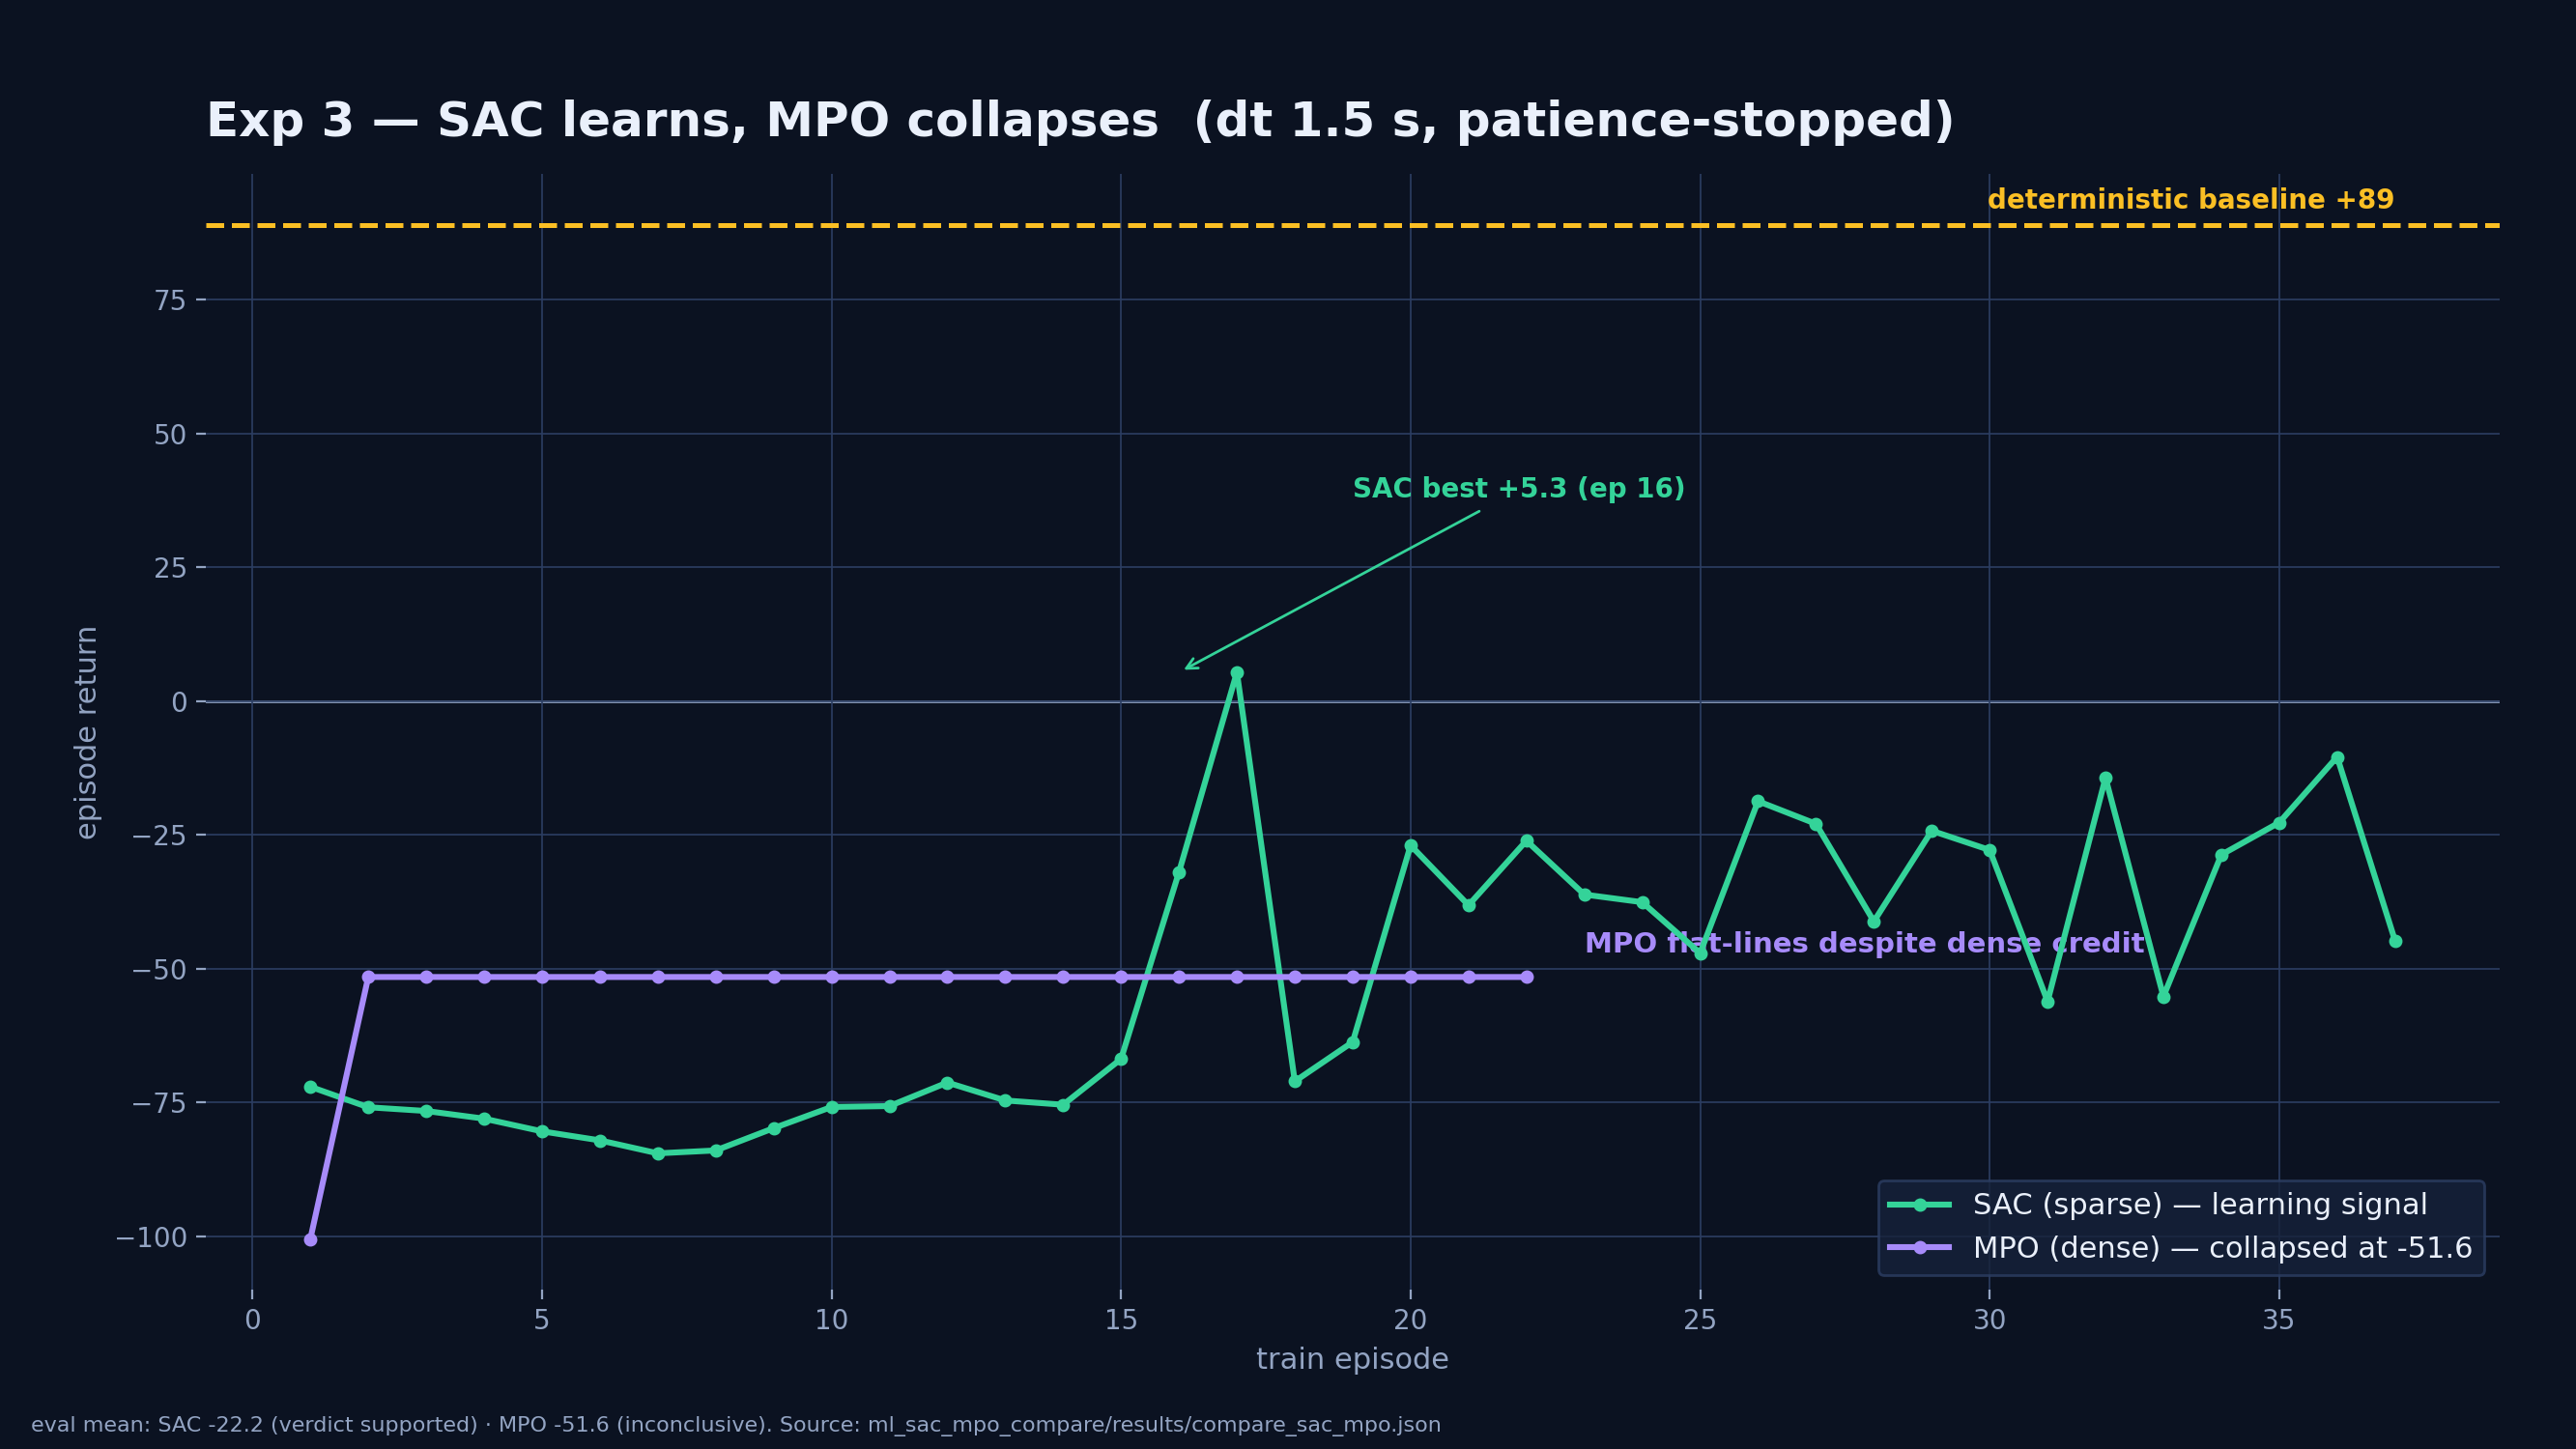 Exp 3 — SAC learns, MPO collapses  (dt 1.5 s, patience-stopped)
deterministic baseline +89
75
50
SAC best +5.3 (ep 16)
25
0
−25
MPO flat-lines despite dense credit
−50
−75
−100
episode return
SAC (sparse) — learning signal
MPO (dense) — collapsed at -51.6
0
5
10
15
20
25
30
35
train episode
eval mean: SAC -22.2 (verdict supported) · MPO -51.6 (inconclusive). Source: ml_sac_mpo_compare/results/compare_sac_mpo.json